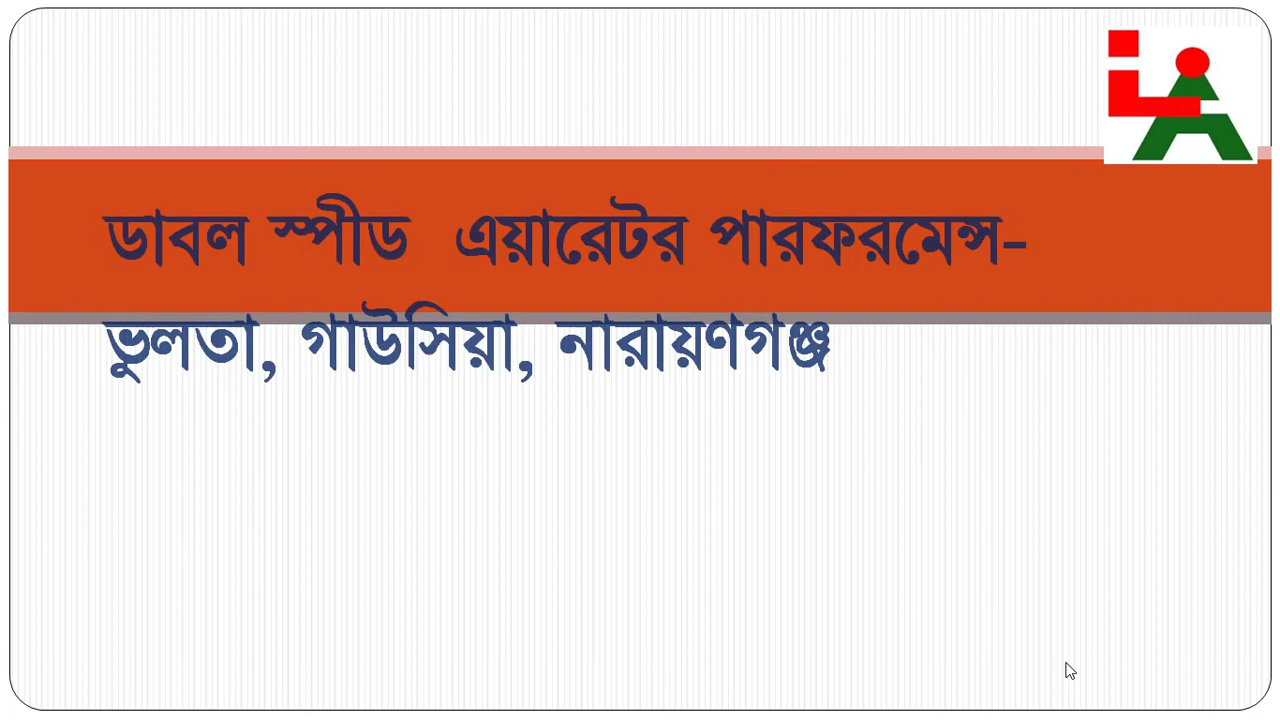 ডাবল স্পীড এয়ারেটর পারফরমেন্স-
ভুলতা, গাউসিয়া, নারায়ণগঞ্জ